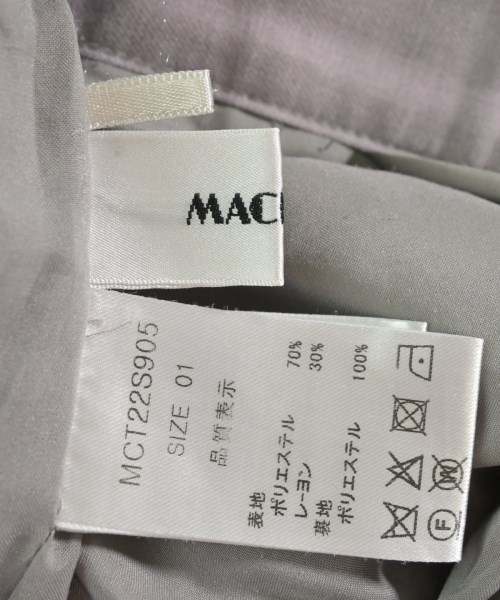 MAC
MCT22S905
SIZE 01
品質表示
表地
ポリエステル 70%
レーヨン 30%
裏地
ポリエステル 100%
F
W